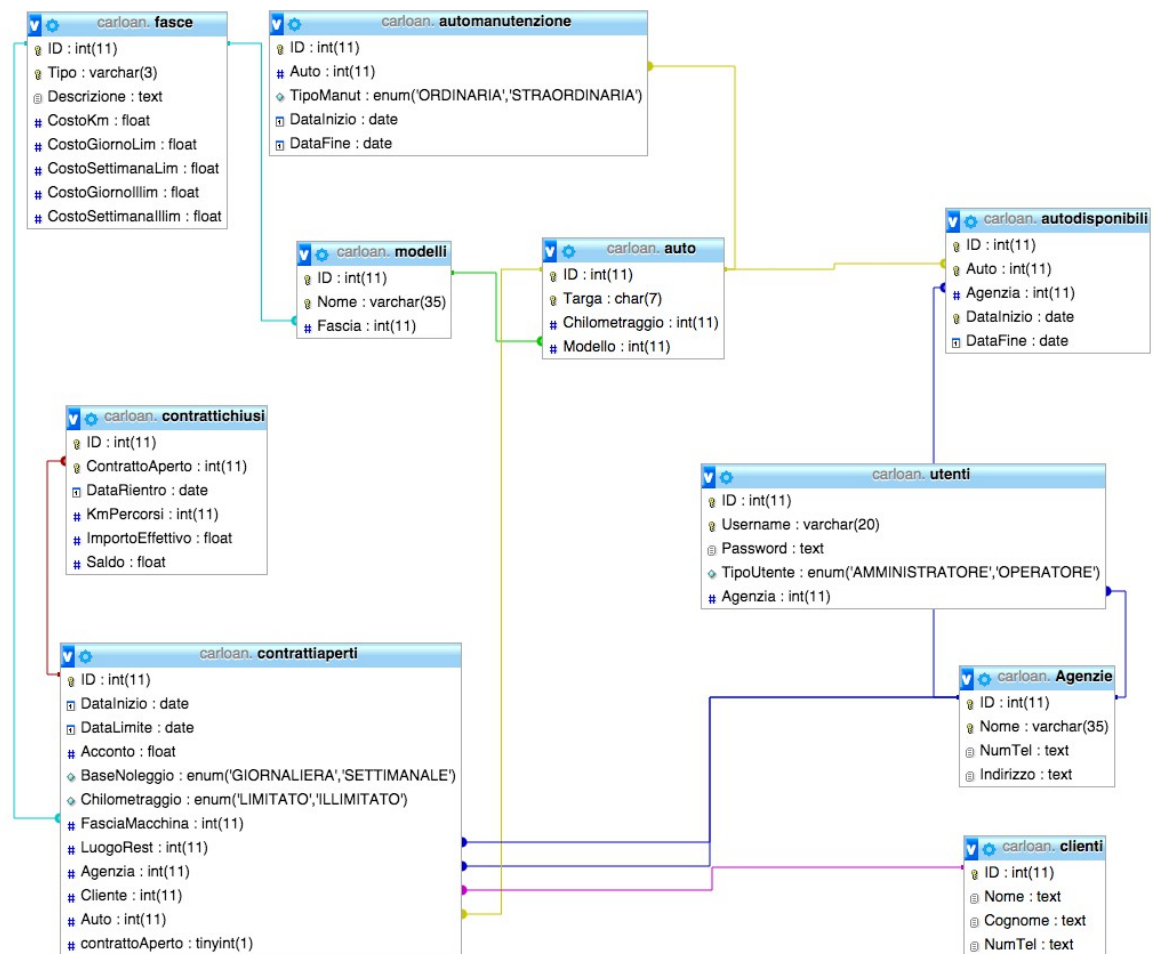 carloan. fasce
ID : int(11)
Tipo : varchar(3)
Descrizione : text
CostoKm : float
CostoGiornoLim : float
CostoSettimanaLim : float
CostoGiornoIllim : float
CostoSettimanaIllim : float
carloan. automanutenzione
ID : int(11)
Auto : int(11)
TipoManut : enum('ORDINARIA','STRAORDINARIA')
DataInizio : date
DataFine : date
carloan. modelli
ID : int(11)
Nome : varchar(35)
Fascia : int(11)
carloan. auto
ID : int(11)
Targa : char(7)
Chilometraggio : int(11)
Modello : int(11)
carloan. autodisponibili
ID : int(11)
Auto : int(11)
Agenzia : int(11)
DataInizio : date
DataFine : date
carloan. contrattichiusi
ID : int(11)
ContrattoAperto : int(11)
DataRientro : date
KmPercorsi : int(11)
ImportoEffettivo : float
Saldo : float
carloan. utenti
ID : int(11)
Username : varchar(20)
Password : text
TipoUtente : enum('AMMINISTRATORE','OPERATORE')
Agenzia : int(11)
carloan. contrattiaperti
ID : int(11)
DataInizio : date
DataLimite : date
Acconto : float
BaseNoleggio : enum('GIORNALIERA','SETTIMANALE')
Chilometraggio : enum('LIMITATO','ILLIMITATO')
FasciaMacchina : int(11)
LuogoRest : int(11)
Agenzia : int(11)
Cliente : int(11)
Auto : int(11)
contrattoAperto : tinyint(1)
carloan. Agenzie
ID : int(11)
Nome : varchar(35)
NumTel : text
Indirizzo : text
carloan. clienti
ID : int(11)
Nome : text
Cognome : text
NumTel : text